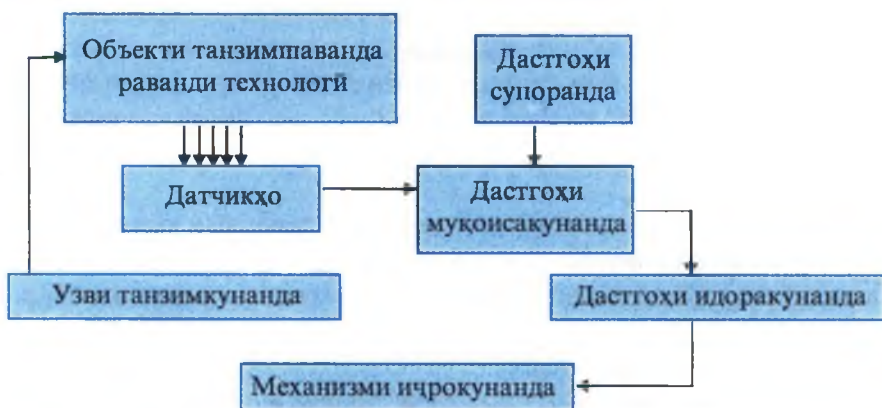 Объекти танзимшаванда
раванди технологӣ
Дастгоҳи
супоранда
Датчикҳо
Дастгоҳи
муқоисакунанда
Узви танзимкунанда
Дастгоҳи идоракунанда
Механизми иҷрокунанда